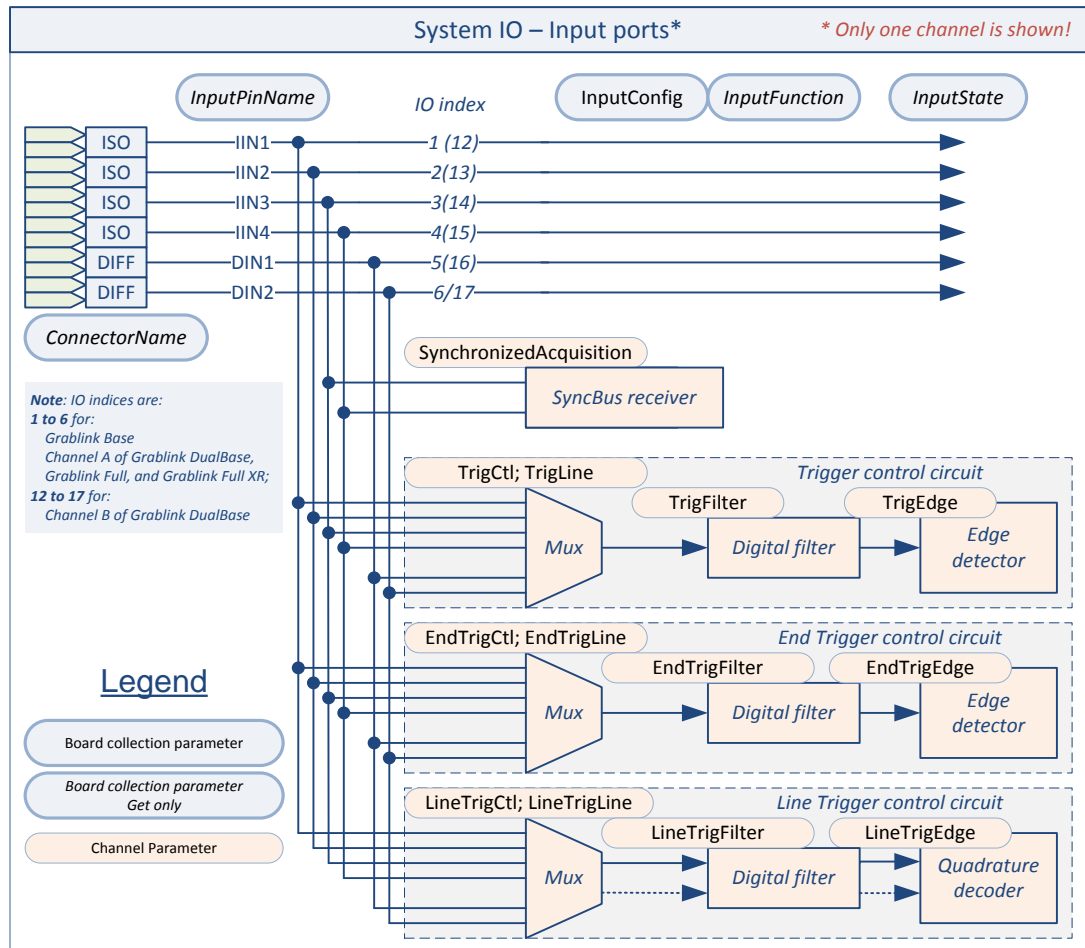 System IO – Input ports*
* Only one channel is shown!
InputPinName
IO index
InputConfig
InputFunction
InputState
ISO IIN1 1 (12)
ISO IIN2 2(13)
ISO IIN3 3(14)
ISO IIN4 4(15)
DIFF DIN1 5(16)
DIFF DIN2 6/17
ConnectorName
Note: IO indices are:
1 to 6 for:
Grablink Base
Channel A of Grablink DualBase,
Grablink Full, and Grablink Full XR;
12 to 17 for:
Channel B of Grablink DualBase
SynchronizedAcquisition
SyncBus receiver
TrigCtl; TrigLine
Trigger control circuit
TrigFilter
TrigEdge
Mux
Digital filter
Edge
detector
EndTrigCtl; EndTrigLine
End Trigger control circuit
EndTrigFilter
EndTrigEdge
Mux
Digital filter
Edge
detector
LineTrigCtl; LineTrigLine
Line Trigger control circuit
LineTrigFilter
LineTrigEdge
Mux
Digital filter
Quadrature
decoder
Legend
Board collection parameter
Board collection parameter
Get only
Channel Parameter